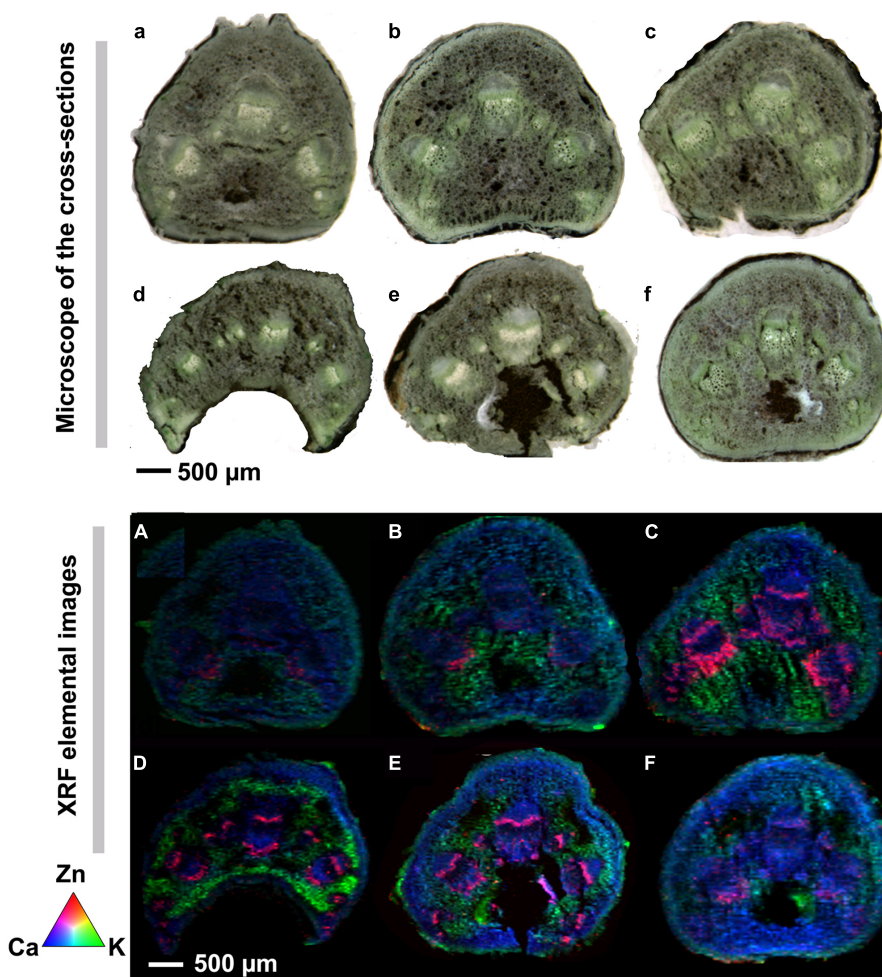 Microscope of the cross-sections
a
b
c
d
e
f
500 µm
XRF elemental images
A
B
C
D
E
F
Zn
Ca
K
500 µm